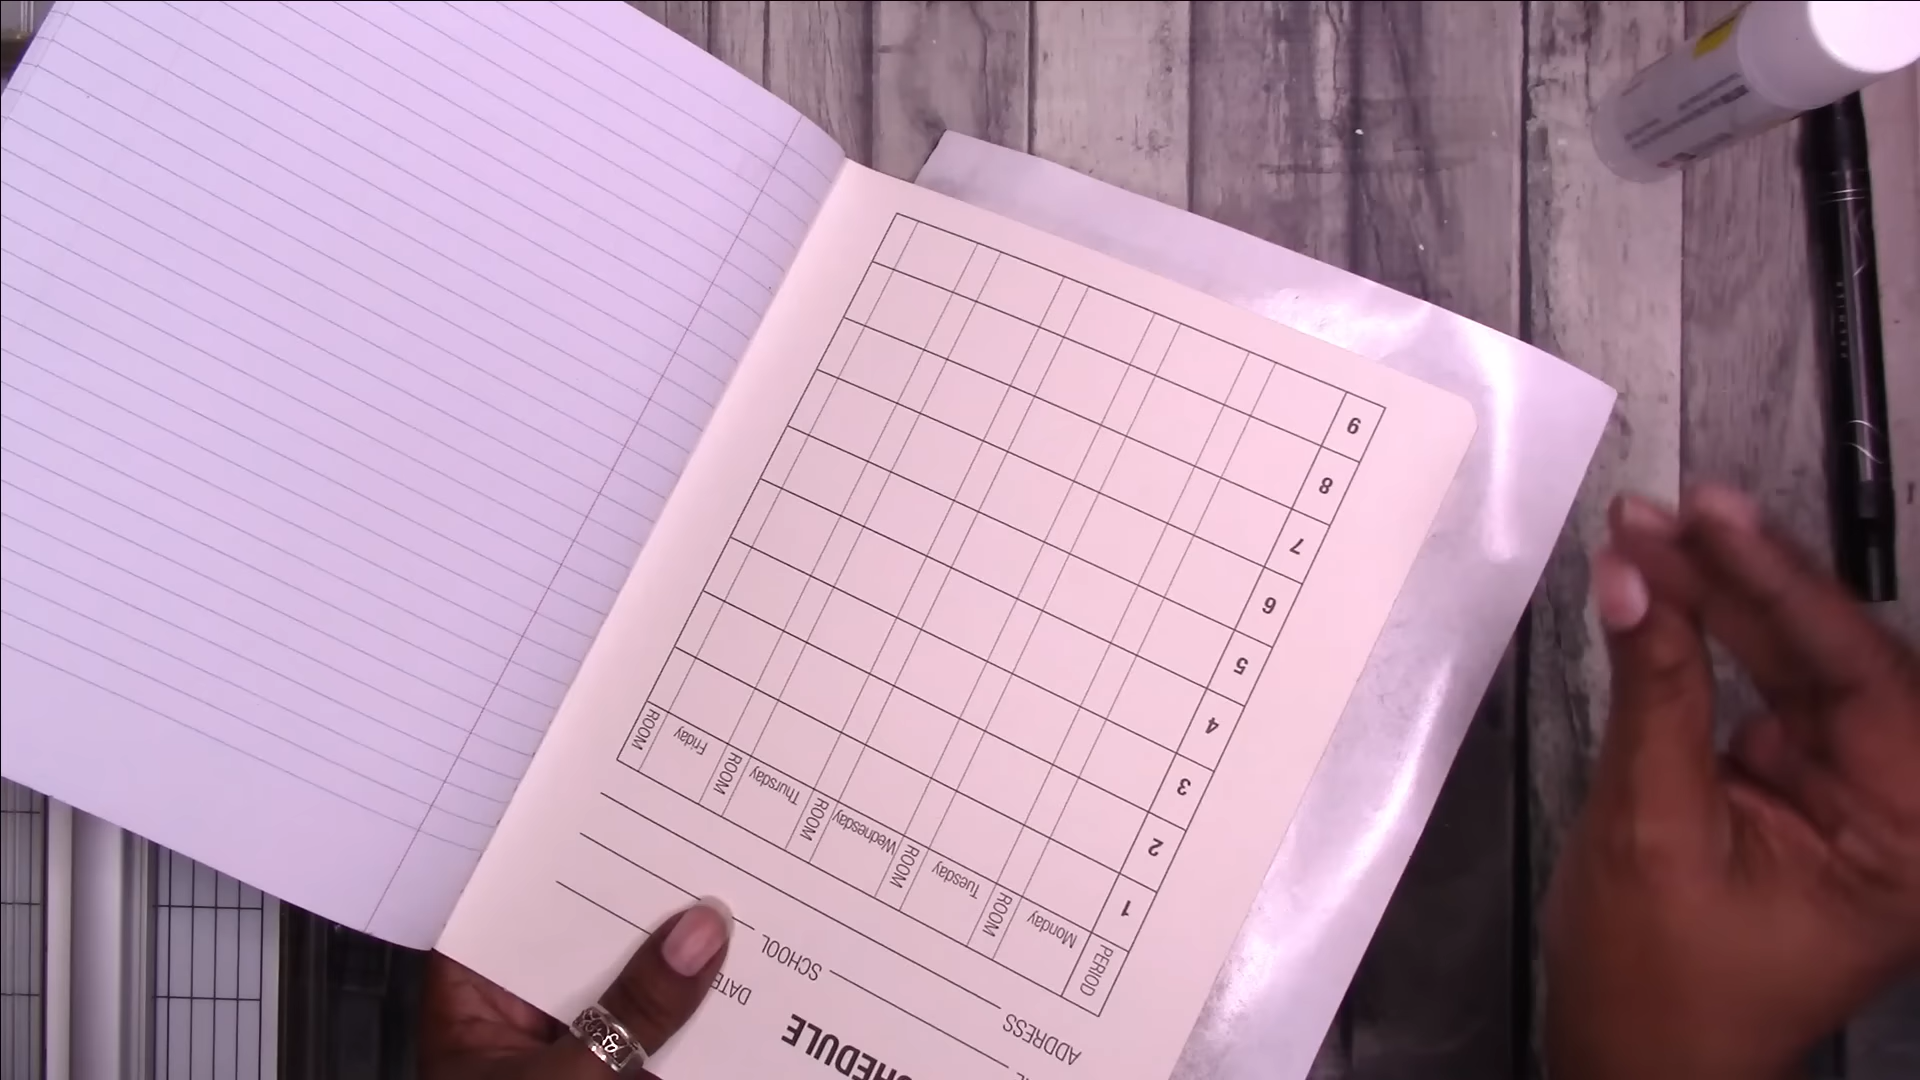 HEDULE
DATE
ADDRESS SCHOOL
PERIOD Monday ROOM Tuesday ROOM Wednesday ROOM Thursday ROOM Friday ROOM
1
2
3
4
5
6
7
8
9